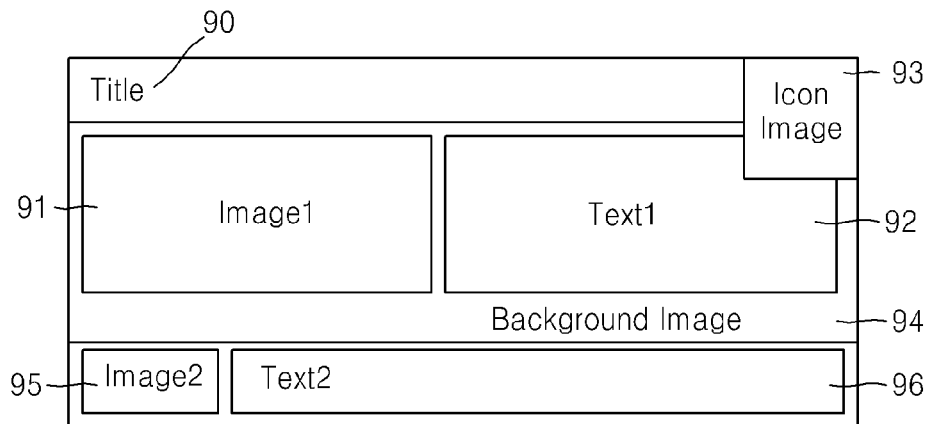 90
Title
93
Icon
Image
91
Image1
Text1
92
Background Image
94
95
Image2
Text2
96